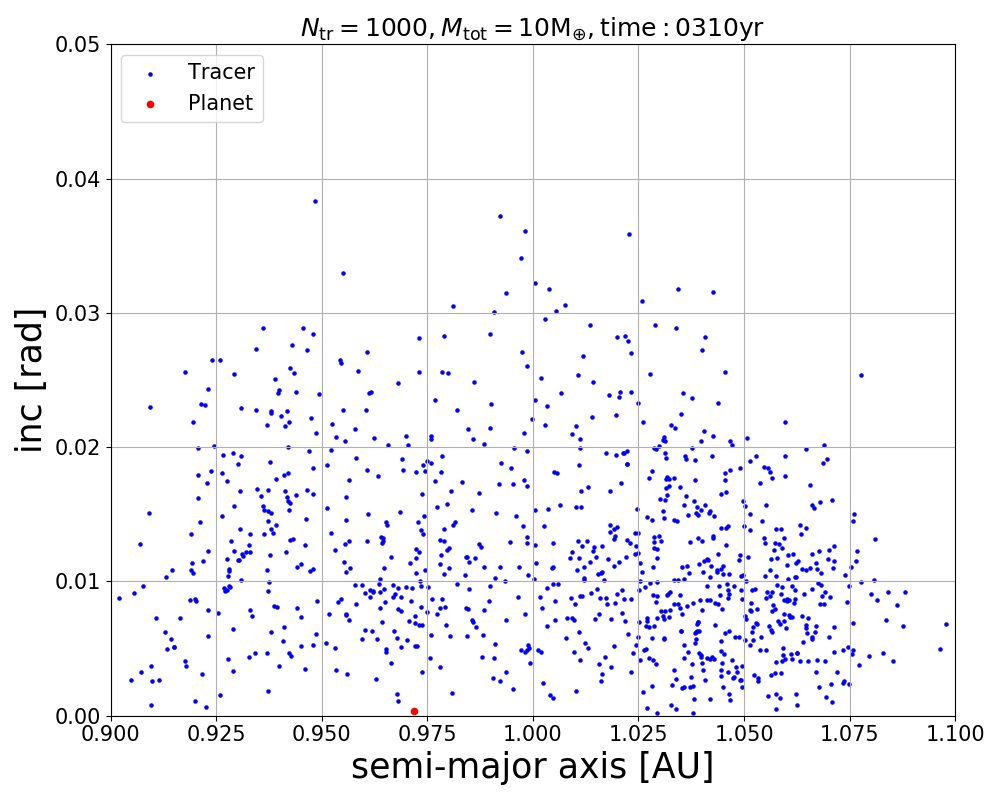 N_tr = 1000, M_tot = 10M_⊕, time : 0310yr
Tracer
Planet
0.05
0.04
0.03
0.02
0.01
0.00
inc [rad]
0.900 0.925 0.950 0.975 1.000 1.025 1.050 1.075 1.100
semi-major axis [AU]